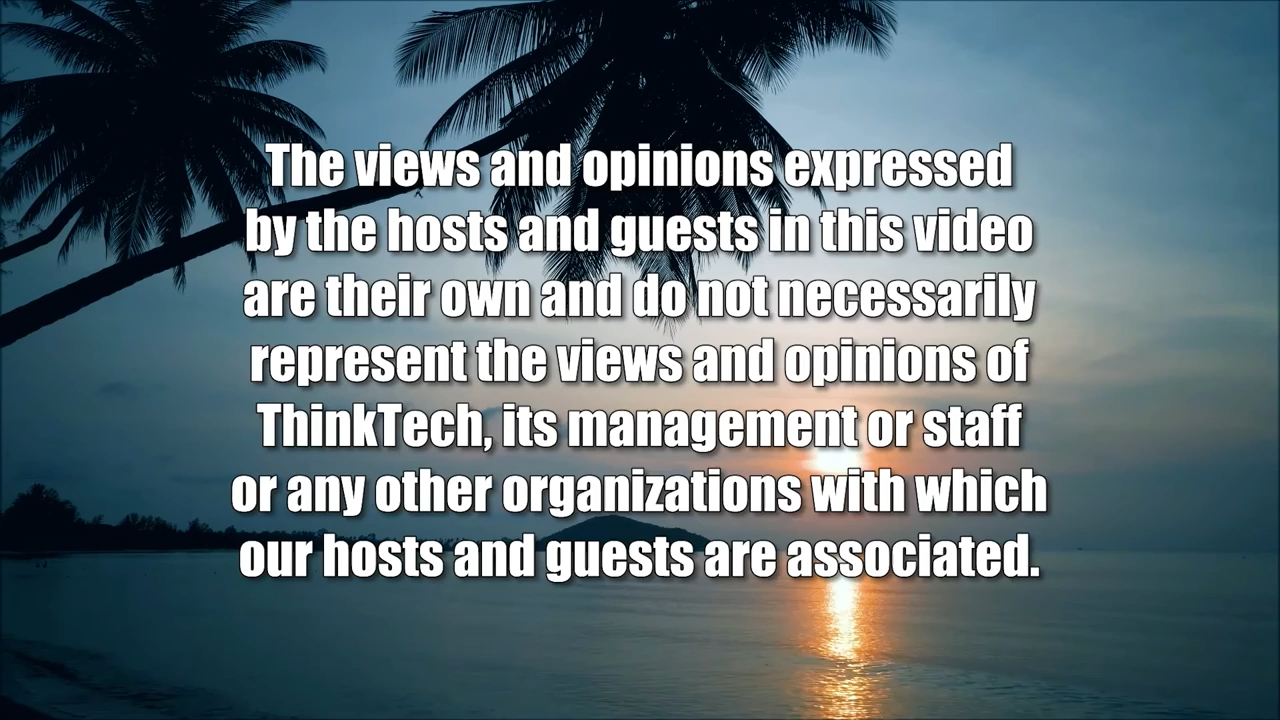 The views and opinions expressed
by the hosts and guests in this video
are their own and do not necessarily
represent the views and opinions of
ThinkTech, its management or staff
or any other organizations with which
our hosts and guests are associated.